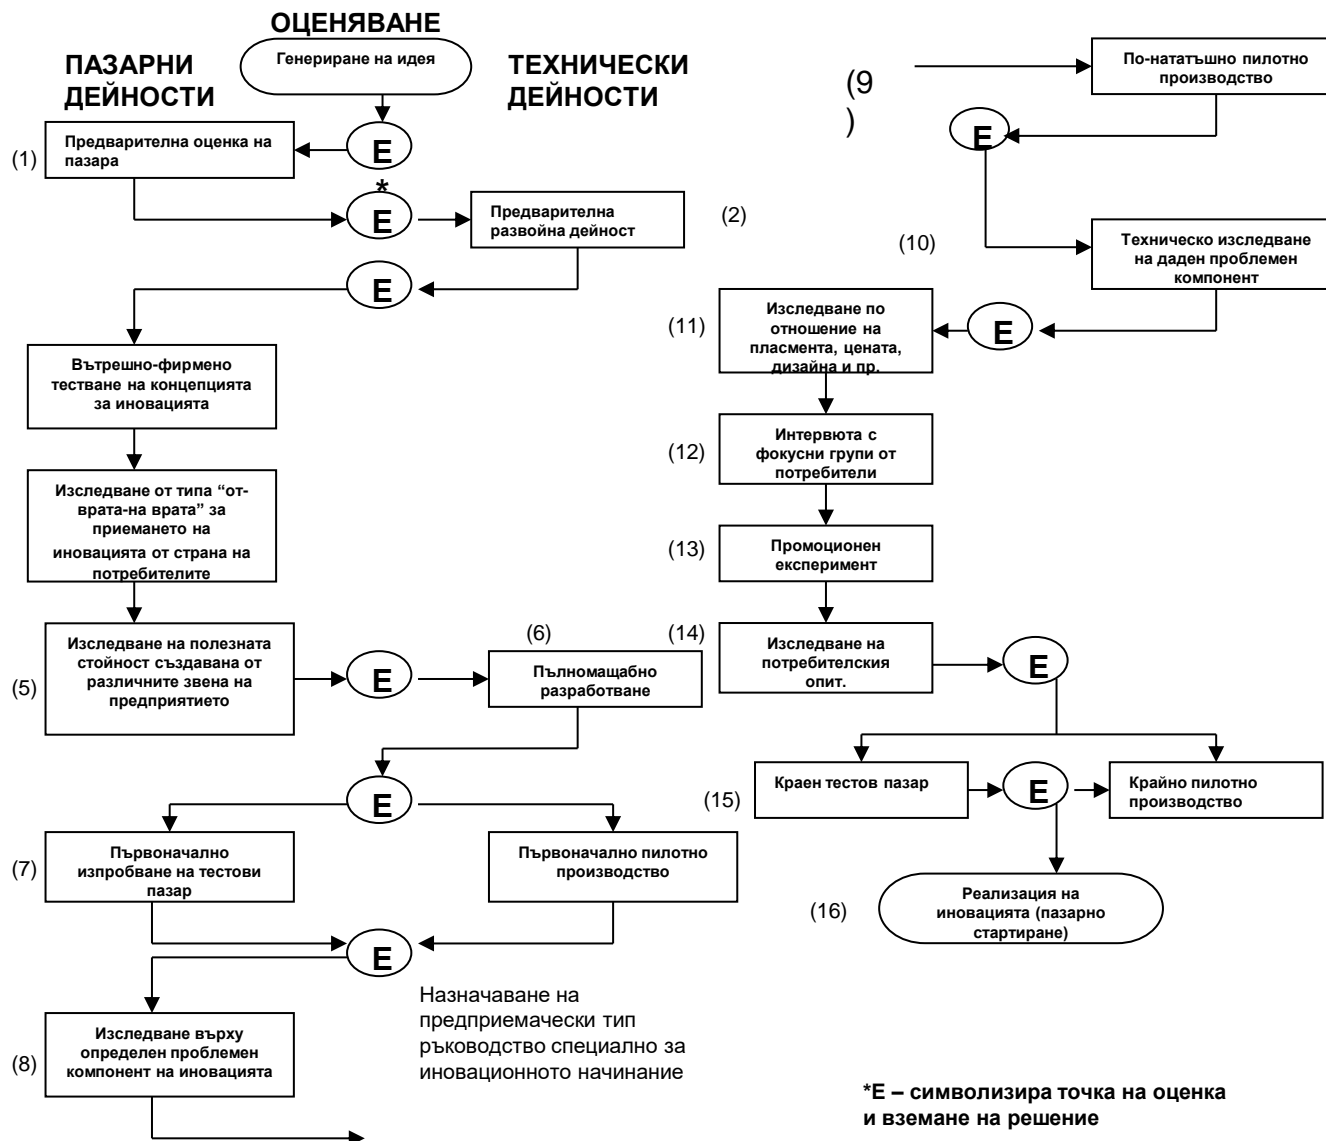 ОЦЕНЯВАНЕ
Генериране на идея
ПАЗАРНИ
ДЕЙНОСТИ
ТЕХНИЧЕСКИ
ДЕЙНОСТИ
E
*
(1)
Предварителна оценка на
пазара
E
Предварителна
развойна дейност
(2)
E
Вътрешно-фирмено
тестване на концепцията
за иновацията
Изследване от типа “от-
врата-на врата” за
приемането на
иновацията от страна на
потребителите
(5)
Изследване на полезната
стойност създавана от
различните звена на
предприятието
E
(6)
Пълномащабно
разработване
E
(7)
Първоначално
изпробване на тестови
пазар
Първоначално пилотно
производство
E
Назначаване на
предприемачески тип
ръководство специално за
иновационното начинание
(8)
Изследване върху
определен проблемен
компонент на иновацията
(9
)
По-нататъшно пилотно
производство
E
(10)
Техническо изследване
на даден проблемен
компонент
E
(11)
Изследване по
отношение на
пласмента, цената,
дизайна и пр.
(12)
Интервюта с
фокусни групи от
потребители
(13)
Промоционен
експеримент
(14)
Изследване на
потребителския
опит.
E
(15)
Краен тестов пазар
E
Крайно пилотно
производство
(16)
Реализация на
иновацията (пазарно
стартиране)
*E – символизира точка на оценка
и вземане на решение